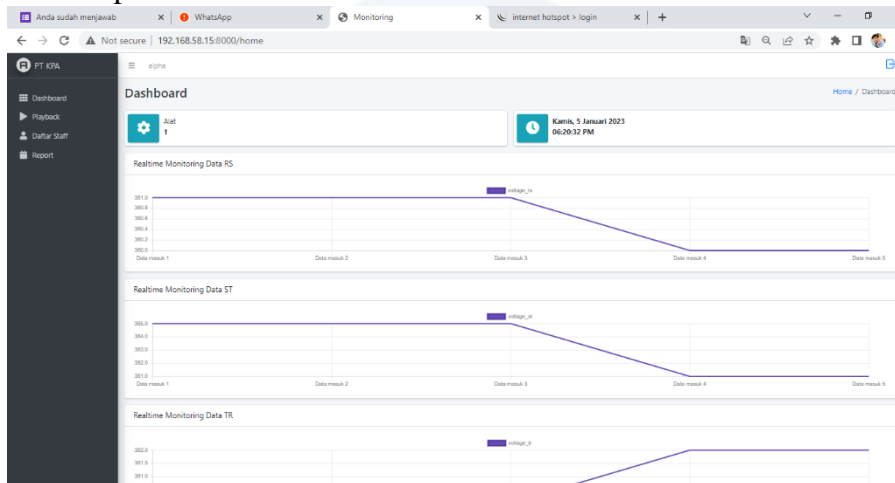 Anda sudah menjawab
WhatsApp
Monitoring
internet hotspot > login
Not secure 192.168.58.15:8000/home
PT KPA
alpha
Dashboard
Playback
Daftar Staff
Report
Dashboard
Home / Dashboard
Alat
1
Kamis, 5 Januari 2023
06:20:32 PM
Realtime Monitoring Data RS
voltage_rs
381.0
380.8
380.6
380.4
380.2
380.0
Data masuk 1 Data masuk 2 Data masuk 3 Data masuk 4 Data masuk 5
Realtime Monitoring Data ST
voltage_st
385.0
384.0
383.0
382.0
381.0
Data masuk 1 Data masuk 2 Data masuk 3 Data masuk 4 Data masuk 5
Realtime Monitoring Data TR
voltage_tr
382.0
381.5
381.0